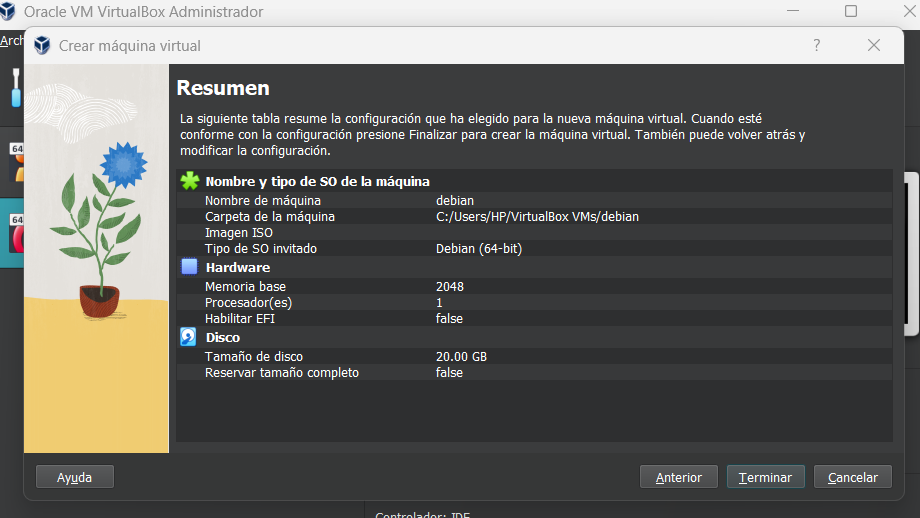 Oracle VM VirtualBox Administrador
Arch
Crear máquina virtual
?
64
64
Resumen
La siguiente tabla resume la configuración que ha elegido para la nueva máquina virtual. Cuando esté
conforme con la configuración presione Finalizar para crear la máquina virtual. También puede volver atrás y
modificar la configuración.
Nombre y tipo de SO de la máquina
Nombre de máquina debian
Carpeta de la máquina C:/Users/HP/VirtualBox VMs/debian
Imagen ISO
Tipo de SO invitado Debian (64-bit)
Hardware
Memoria base 2048
Procesador(es) 1
Habilitar EFI false
Disco
Tamaño de disco 20.00 GB
Reservar tamaño completo false
Ayuda Anterior Terminar Cancelar
Controlador: IDE